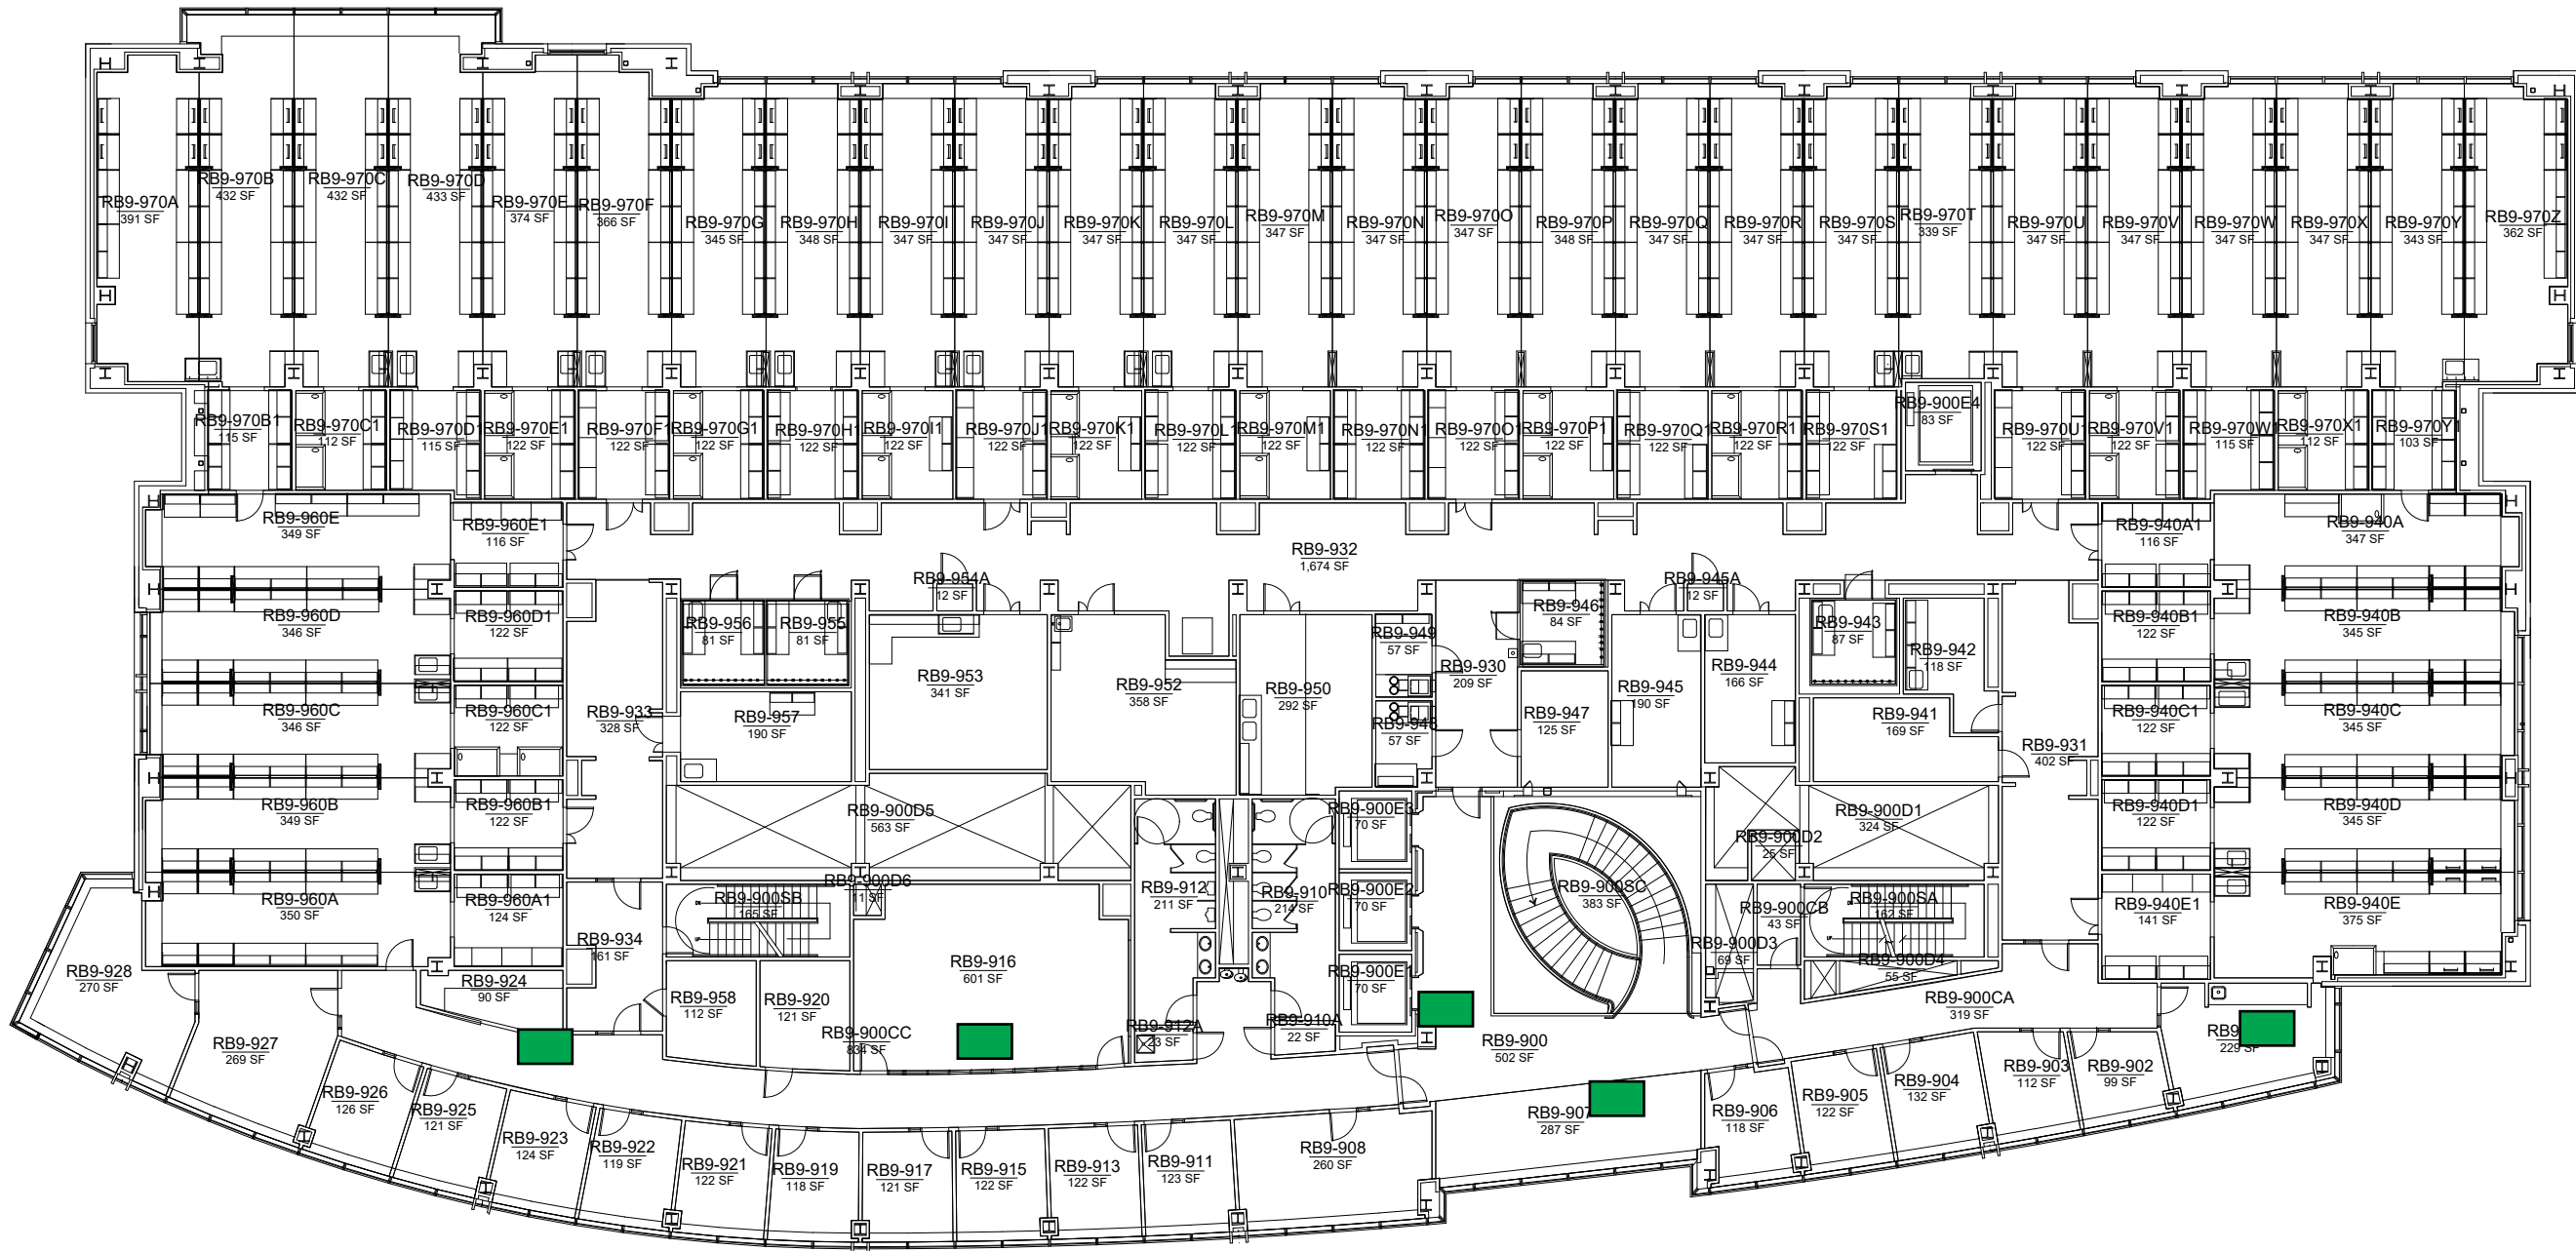 RB9-970A
391 SF
RB9-970B
432 SF
RB9-970C
432 SF
RB9-970D
433 SF
RB9-970E
374 SF
RB9-970F
366 SF
RB9-970G
345 SF
RB9-970H
348 SF
RB9-970I
347 SF
RB9-970J
347 SF
RB9-970K
347 SF
RB9-970L
347 SF
RB9-970M
347 SF
RB9-970N
347 SF
RB9-970O
347 SF
RB9-970P
348 SF
RB9-970Q
347 SF
RB9-970R
347 SF
RB9-970S
347 SF
RB9-970T
339 SF
RB9-970U
347 SF
RB9-970V
347 SF
RB9-970W
347 SF
RB9-970X
347 SF
RB9-970Y
343 SF
RB9-970Z
362 SF
RB9-970B1
115 SF
RB9-970C1
112 SF
RB9-970D1
115 SF
RB9-970E1
122 SF
RB9-970F1
122 SF
RB9-970G1
122 SF
RB9-970H1
122 SF
RB9-970I1
122 SF
RB9-970J1
122 SF
RB9-970K1
122 SF
RB9-970L1
122 SF
RB9-970M1
122 SF
RB9-970N1
122 SF
RB9-970O1
122 SF
RB9-970P1
122 SF
RB9-970Q1
122 SF
RB9-970R1
122 SF
RB9-970S1
122 SF
RB9-900E4
83 SF
RB9-970U1
122 SF
RB9-970V1
122 SF
RB9-970W1
115 SF
RB9-970X1
112 SF
RB9-970Y1
103 SF
RB9-960E
349 SF
RB9-960E1
116 SF
RB9-932
1,674 SF
RB9-940A1
116 SF
RB9-940A
347 SF
RB9-954A
12 SF
RB9-945A
12 SF
RB9-960D
346 SF
RB9-960D1
122 SF
RB9-956
81 SF
RB9-955
81 SF
RB9-949
57 SF
RB9-946
84 SF
RB9-943
87 SF
RB9-942
118 SF
RB9-940B1
122 SF
RB9-940B
345 SF
RB9-953
341 SF
RB9-952
358 SF
RB9-950
292 SF
RB9-930
209 SF
RB9-945
190 SF
RB9-944
166 SF
RB9-960C
346 SF
RB9-960C1
122 SF
RB9-933
328 SF
RB9-957
190 SF
RB9-948
57 SF
RB9-947
125 SF
RB9-941
169 SF
RB9-931
402 SF
RB9-940C1
122 SF
RB9-940C
345 SF
RB9-960B
349 SF
RB9-960B1
122 SF
RB9-900D5
563 SF
RB9-900E3
70 SF
RB9-900D2
25 SF
RB9-900D1
324 SF
RB9-940D1
122 SF
RB9-940D
345 SF
RB9-960A
350 SF
RB9-960A1
124 SF
RB9-900SB
165 SF
RB9-900D6
11 SF
RB9-912
211 SF
RB9-910
214 SF
RB9-900E2
70 SF
RB9-900SC
383 SF
RB9-900CB
43 SF
RB9-900SA
162 SF
RB9-940E1
141 SF
RB9-940E
375 SF
RB9-928
270 SF
RB9-924
90 SF
RB9-934
161 SF
RB9-916
601 SF
RB9-900E1
70 SF
RB9-900D3
69 SF
RB9-900D4
55 SF
RB9-958
112 SF
RB9-920
121 SF
RB9-900CA
319 SF
RB9-927
269 SF
RB9-900CC
834 SF
RB9-912A
23 SF
RB9-910A
22 SF
RB9-900
502 SF
RB9
229 SF
RB9-926
126 SF
RB9-925
121 SF
RB9-923
124 SF
RB9-922
119 SF
RB9-921
122 SF
RB9-919
118 SF
RB9-917
121 SF
RB9-915
122 SF
RB9-913
122 SF
RB9-911
123 SF
RB9-908
260 SF
RB9-907
287 SF
RB9-906
118 SF
RB9-905
122 SF
RB9-904
132 SF
RB9-903
112 SF
RB9-902
99 SF